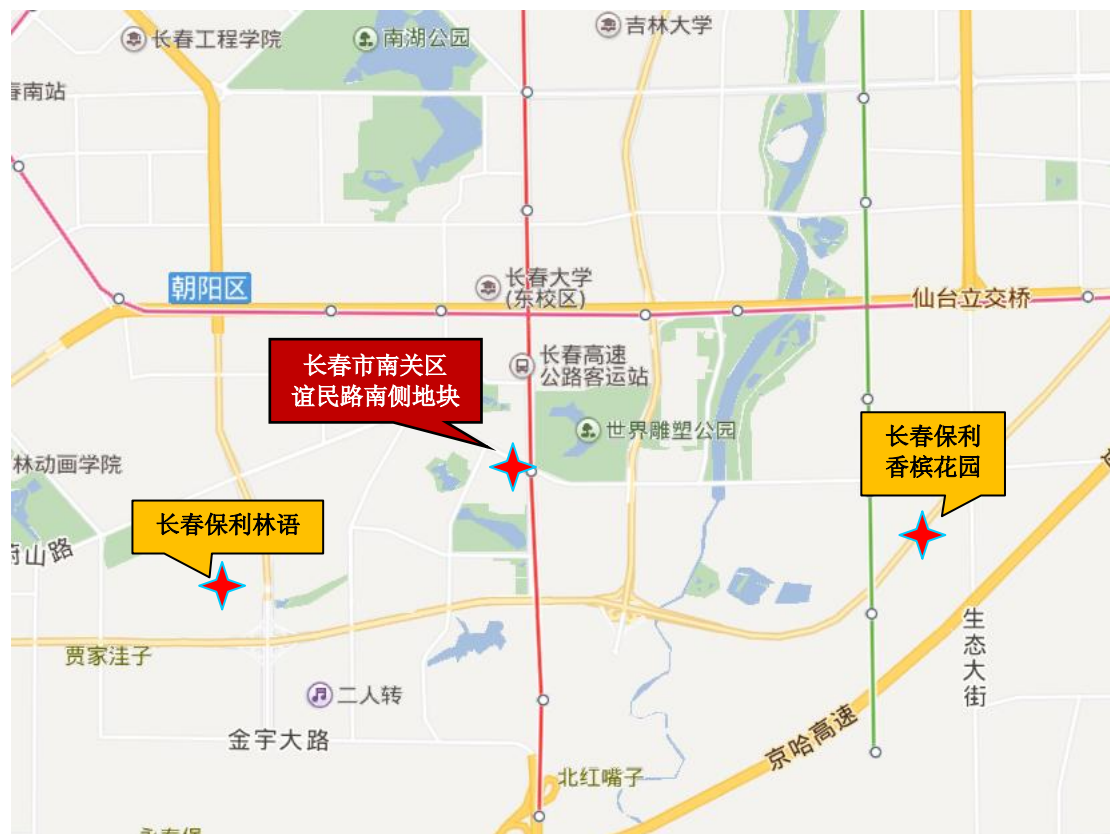 长春工程学院
南湖公园
吉林大学
春南站
朝阳区
长春大学
(东校区)
仙台立交桥
长春市南关区
谊民路南侧地块
长春高速
公路客运站
世界雕塑公园
长春保利
香槟花园
林动画学院
长春保利林语
山路
贾家洼子
生态大街
二人转
金宇大路
京哈高速
北红嘴子